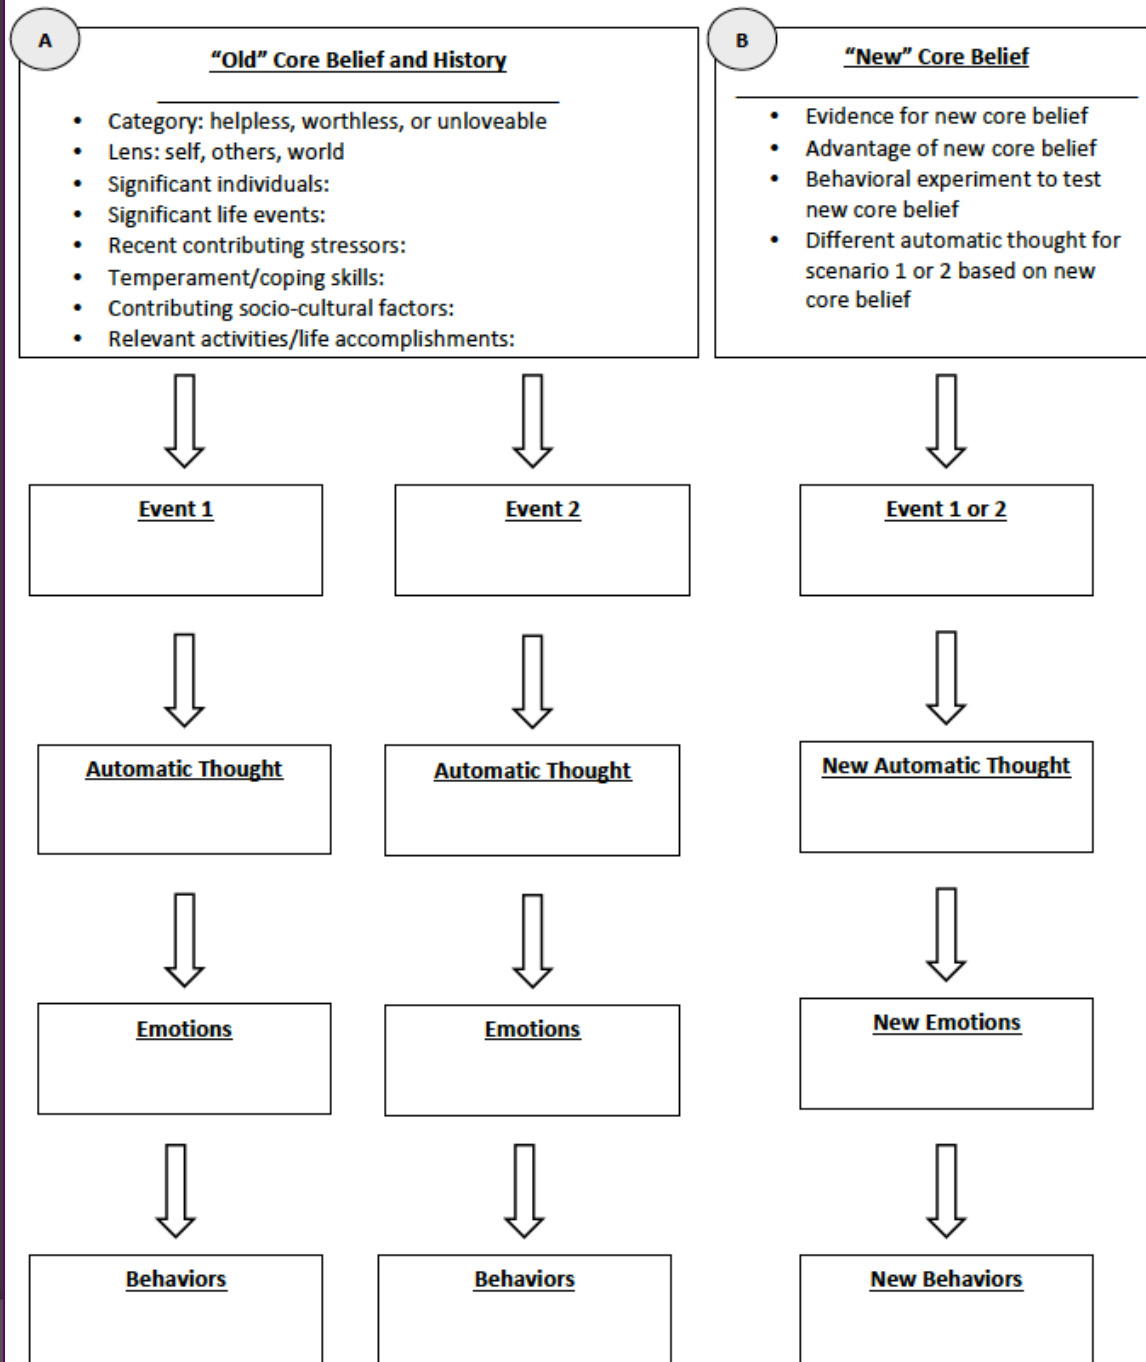 A
"Old" Core Belief and History
• Category: helpless, worthless, or unloveable
• Lens: self, others, world
• Significant individuals:
• Significant life events:
• Recent contributing stressors:
• Temperament/coping skills:
• Contributing socio-cultural factors:
• Relevant activities/life accomplishments:
B
"New" Core Belief
• Evidence for new core belief
• Advantage of new core belief
• Behavioral experiment to test
new core belief
• Different automatic thought for
scenario 1 or 2 based on new
core belief
Event 1
Event 2
Event 1 or 2
Automatic Thought
Automatic Thought
New Automatic Thought
Emotions
Emotions
New Emotions
Behaviors
Behaviors
New Behaviors